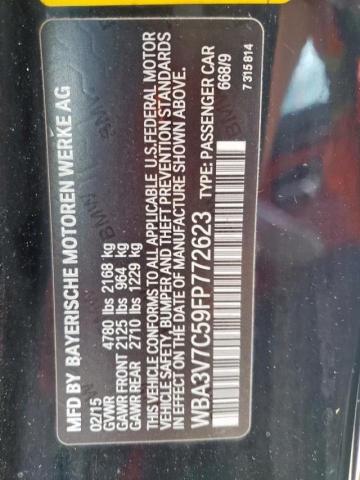 MFD BY BAYERISCHE MOTOREN WERKE AG
02/15
GVWR 4780 lbs 2168 kg
GAWR FRONT 2125 lbs 964 kg
GAWR REAR 2710 lbs 1229 kg
THIS VEHICLE CONFORMS TO ALL APPLICABLE U.S. FEDERAL MOTOR
VEHICLE SAFETY, BUMPER, AND THEFT PREVENTION STANDARDS
IN EFFECT ON THE DATE OF MANUFACTURE SHOWN ABOVE.
WBA3V7C59FP772623 TYPE: PASSENGER CAR
668/9
7 315 814